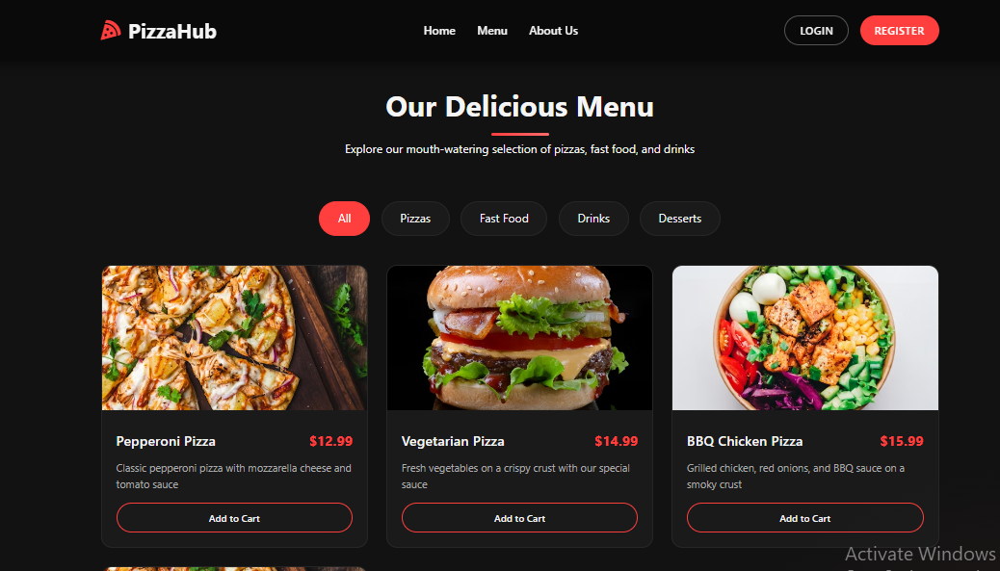 PizzaHub
Home Menu About Us
LOGIN REGISTER
Our Delicious Menu
Explore our mouth-watering selection of pizzas, fast food, and drinks
All Pizzas Fast Food Drinks Desserts
Pepperoni Pizza $12.99
Classic pepperoni pizza with mozzarella cheese and
tomato sauce
Add to Cart
Vegetarian Pizza $14.99
Fresh vegetables on a crispy crust with our special
sauce
Add to Cart
BBQ Chicken Pizza $15.99
Grilled chicken, red onions, and BBQ sauce on a
smoky crust
Add to Cart
Activate Windows